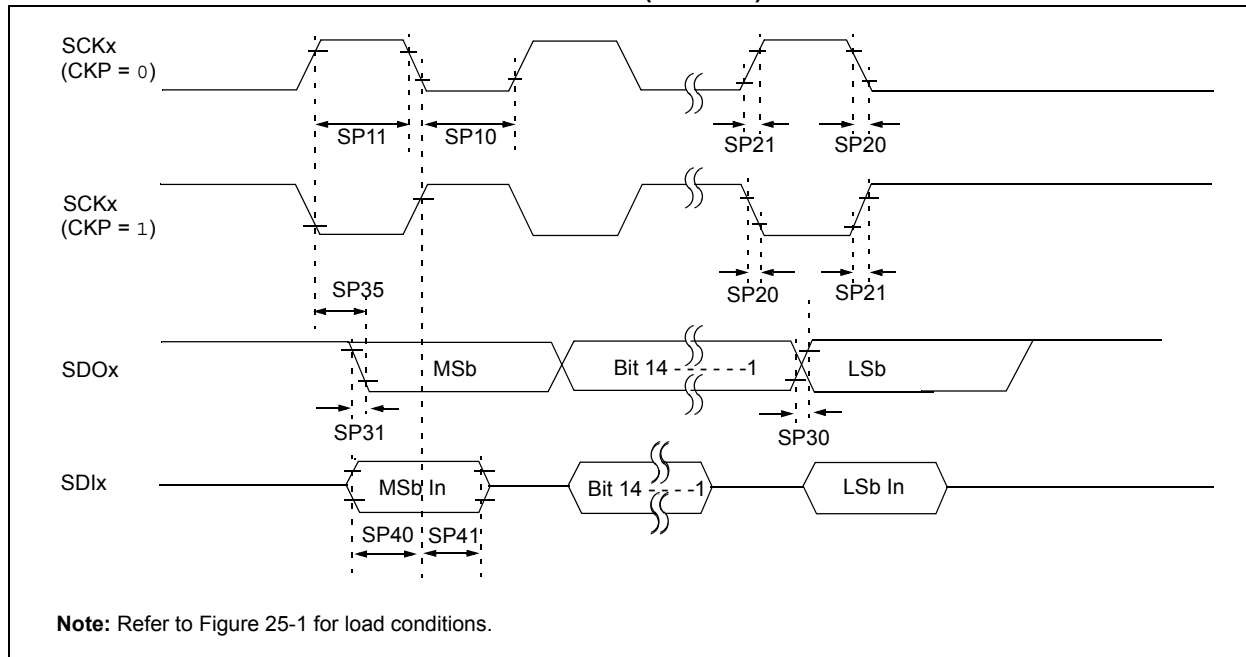 SCKx
(CKP = 0)
SP11
SP10
SP21
SP20
SCKx
(CKP = 1)
SP35
SP20
SP21
SDOx
MSb
Bit 14 - - - - - -1
LSb
SP31
SP30
SDIx
MSb In
Bit 14 - - - -1
LSb In
SP40
SP41
Note: Refer to Figure 25-1 for load conditions.